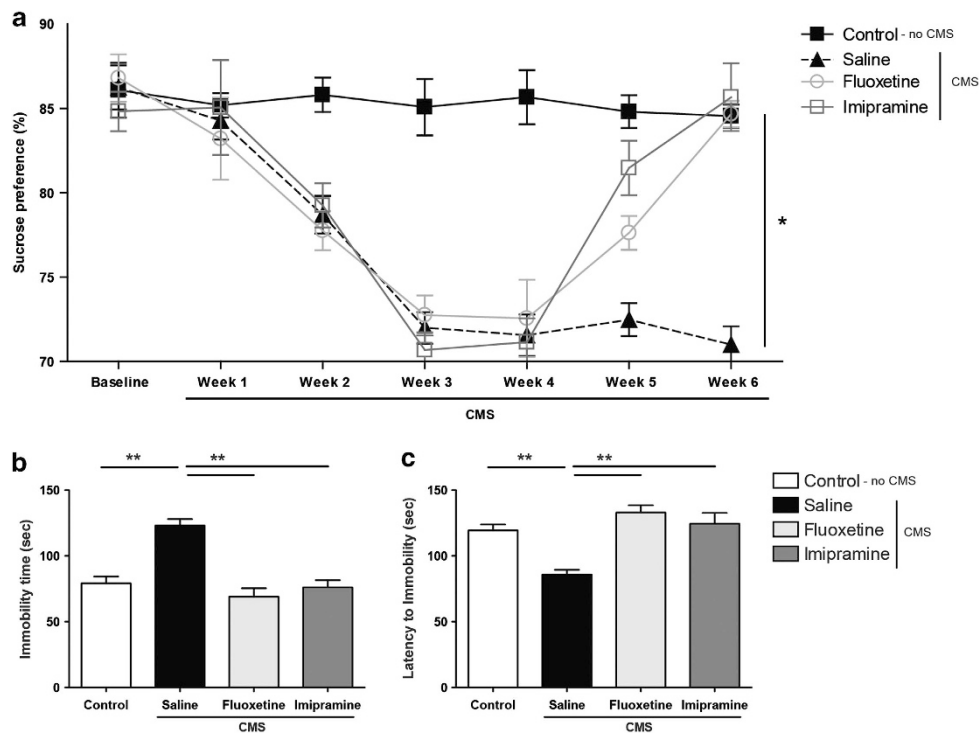 a
90
85
80
75
70
Sucrose preference (%)
Control - no CMS
Saline
Fluoxetine
Imipramine
CMS
*
Baseline Week 1 Week 2 Week 3 Week 4 Week 5 Week 6
CMS
b
** **
150
100
50
0
Immobility time (sec)
Control Saline Fluoxetine Imipramine
CMS
c
** **
150
100
50
0
Latency to Immobility (sec)
Control Saline Fluoxetine Imipramine
CMS
Control - no CMS
Saline
Fluoxetine
Imipramine
CMS